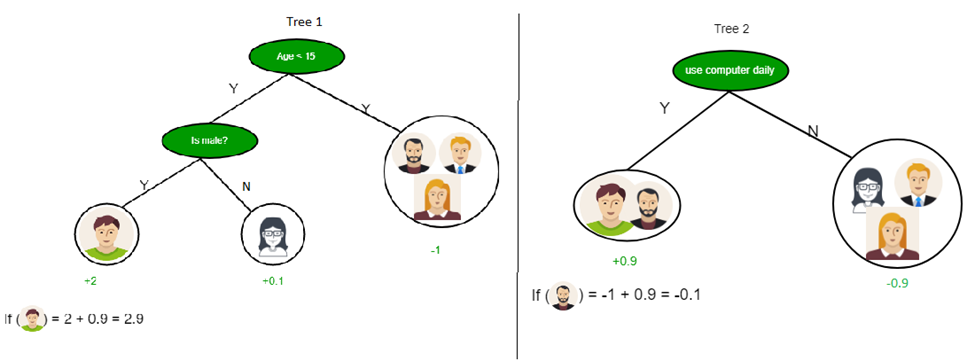 Tree 1
Age < 15
Y
Y
Is male?
Y
N
+2
+0.1
-1
If ( ) = 2 + 0.9 = 2.9
Tree 2
use computer daily
Y
N
+0.9
-0.9
If ( ) = -1 + 0.9 = -0.1